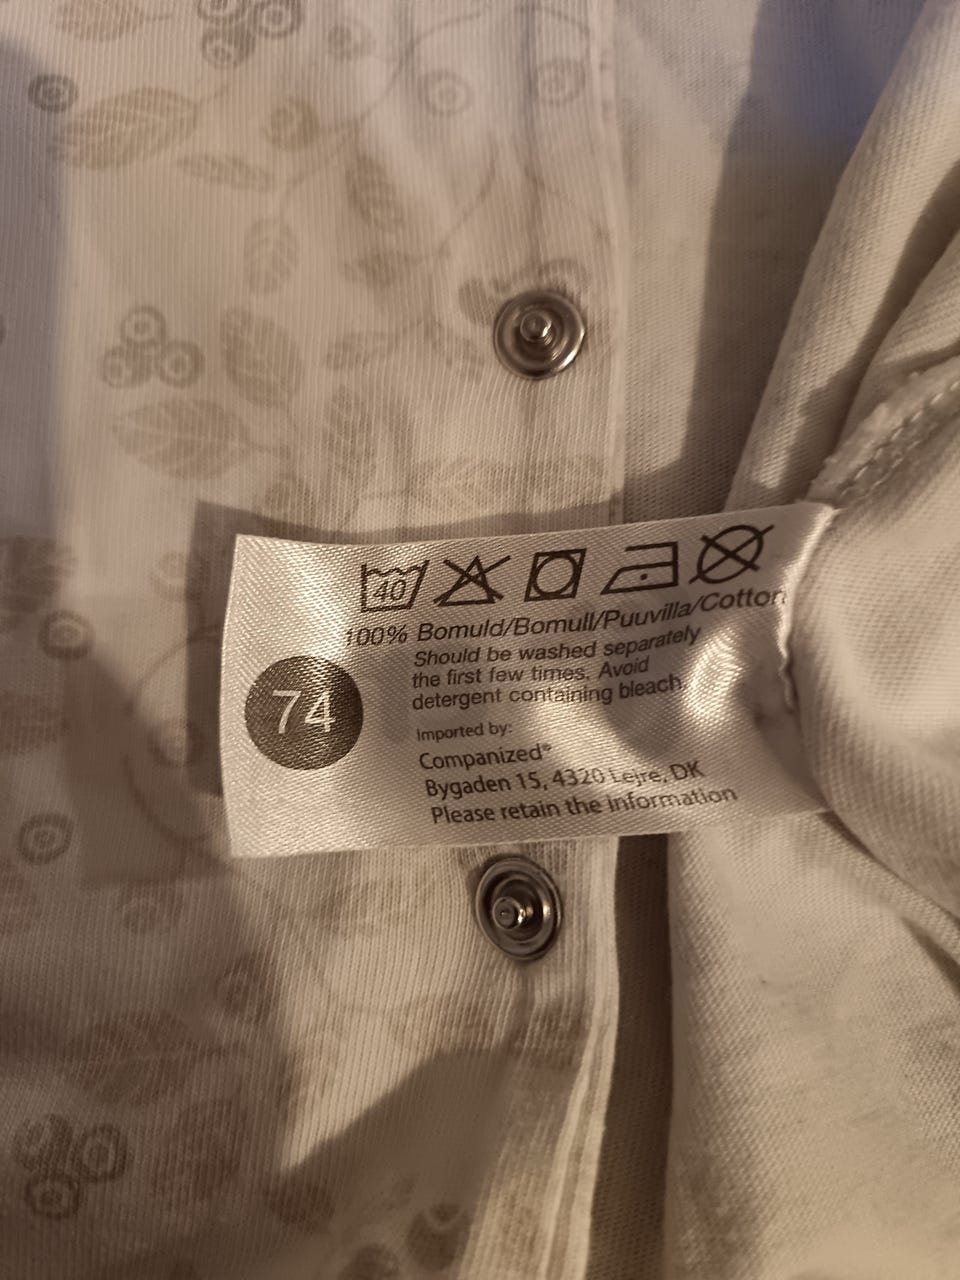 40
100% Bomuld/Bomull/Puuvilla/Cotton
Should be washed separately
the first few times. Avoid
detergent containing bleach.
74
Imported by:
Companized®
Bygaden 15, 4320 Lejre, DK
Please retain the information